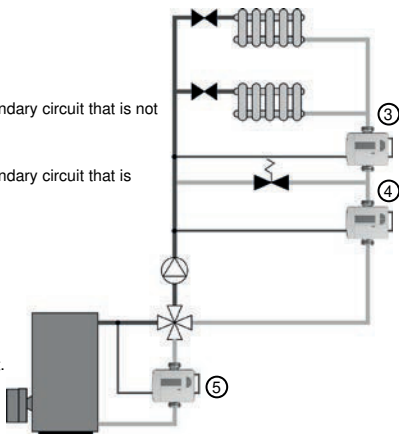 ndary circuit that is not
③
ndary circuit that is
④
⑤